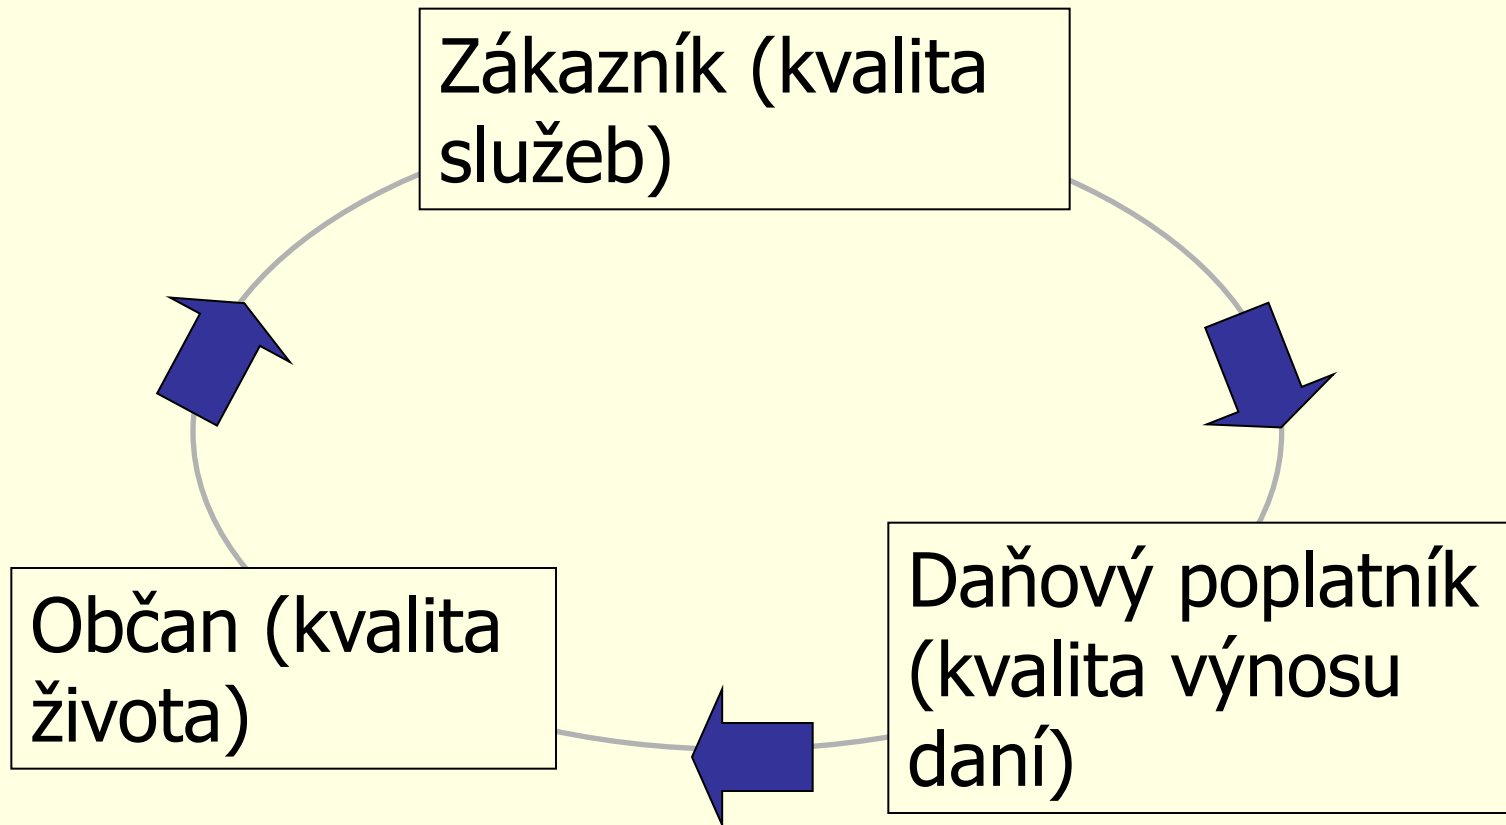 Zákazník (kvalita
služeb)
Daňový poplatník
(kvalita výnosu
daní)
Občan (kvalita
života)